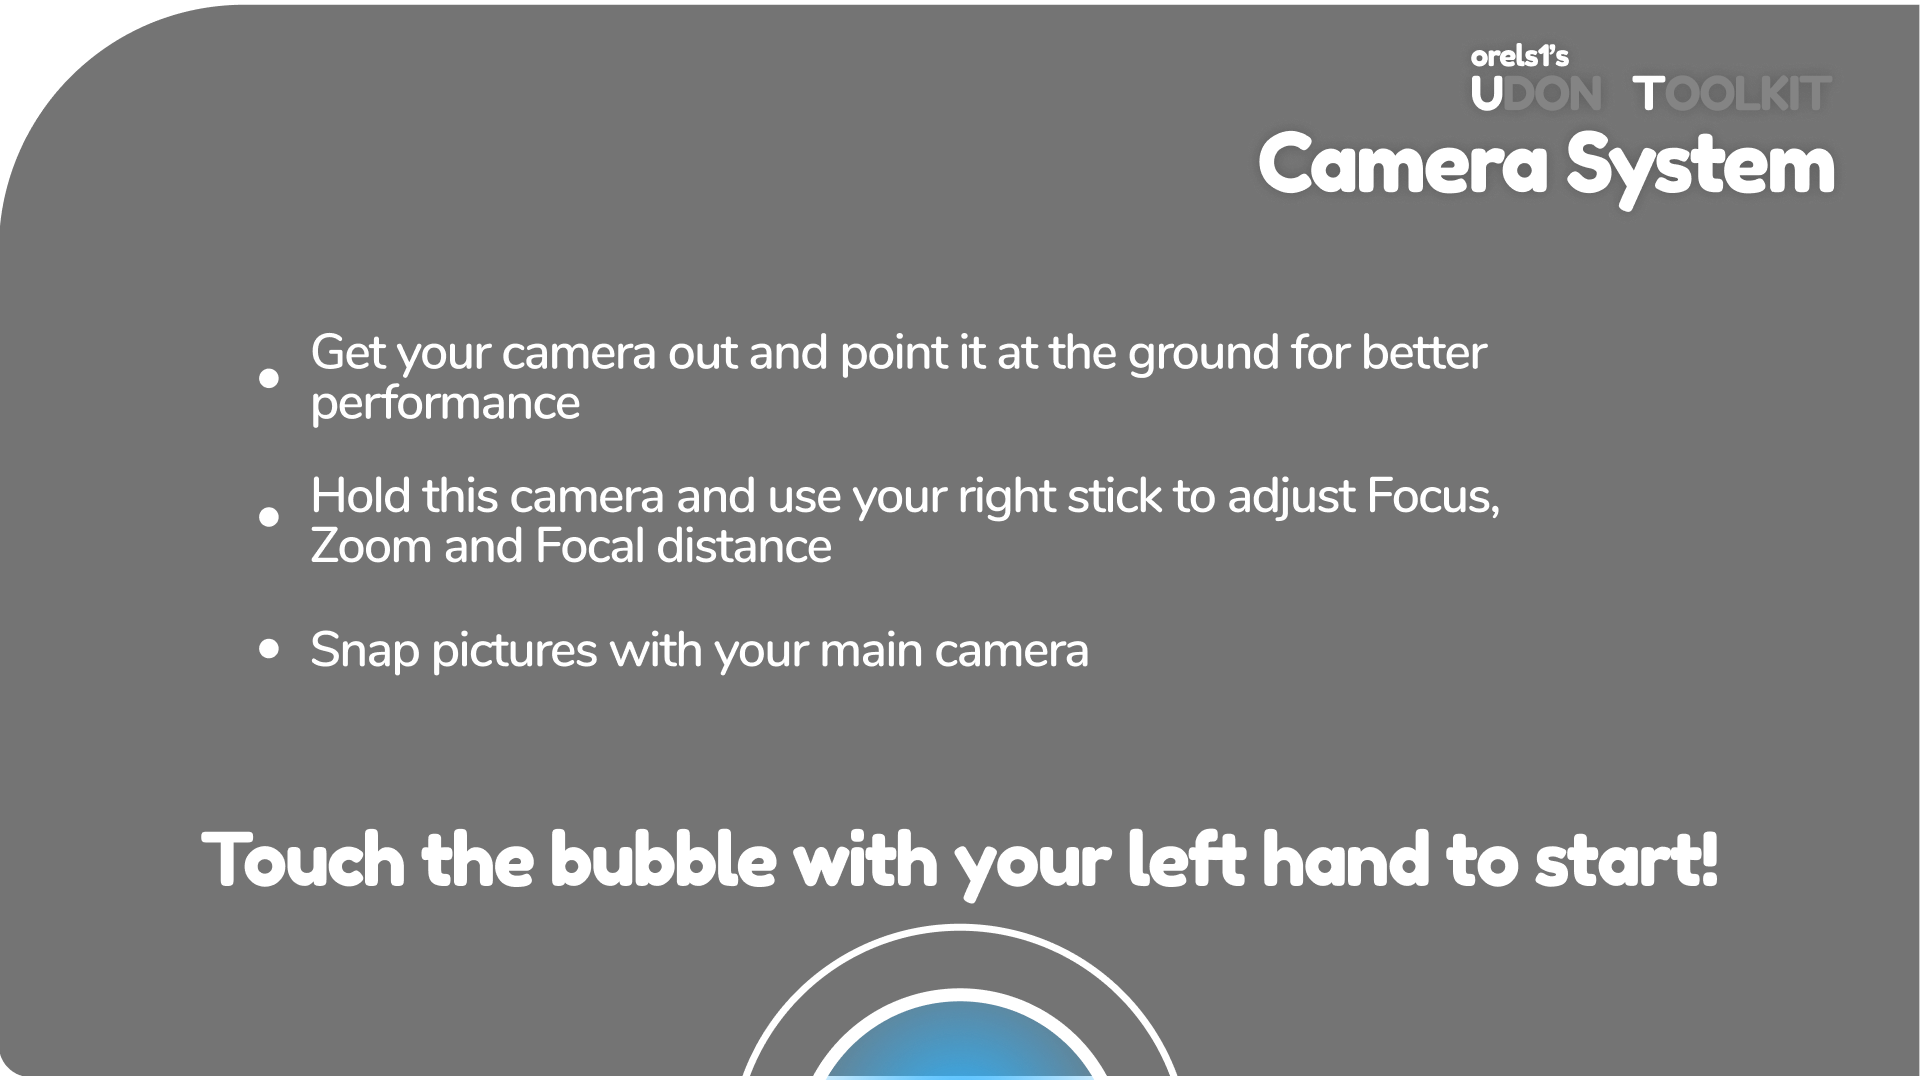 orels1's
UDON TOOLKIT
Camera System
• Get your camera out and point it at the ground for better
performance
• Hold this camera and use your right stick to adjust Focus,
Zoom and Focal distance
• Snap pictures with your main camera
Touch the bubble with your left hand to start!